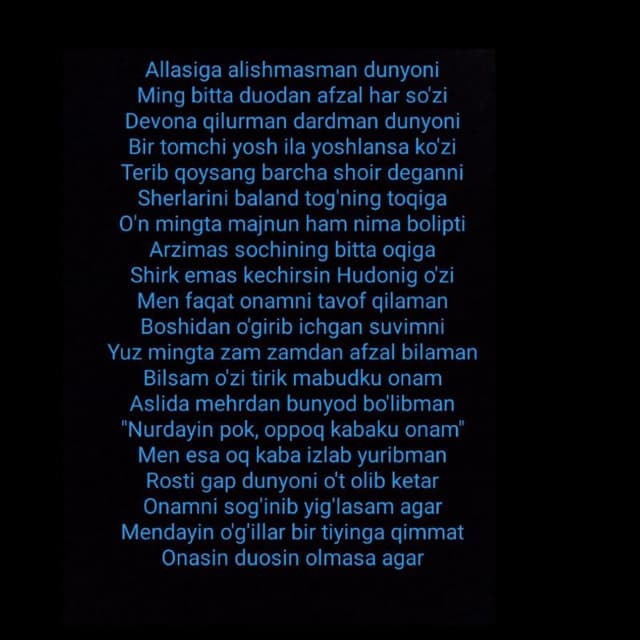 Allasiga alishmasman dunyoni
Ming bitta duodan afzal har so'zi
Devona qilurman dardman dunyoni
Bir tomchi yosh ila yoshlansa ko'zi
Terib qoysang barcha shoir deganni
Sherlarini baland tog'ning toqiga
O'n mingta majnun ham nima bolipti
Arzimas sochining bitta oqiga
Shirk emas kechirsin Hudonig o'zi
Men faqat onamni tavof qilaman
Boshidan o'girib ichgan suvimni
Yuz mingta zam zamdan afzal bilaman
Bilsam o'zi tirik mabudku onam
Aslida mehrdan bunyod bo'libman
"Nurdayin pok, oppoq kabaku onam"
Men esa oq kaba izlab yuribman
Rosti gap dunyoni o't olib ketar
Onamni sog'inib yig'lasam agar
Mendayin o'g'illar bir tiyinga qimmat
Onasin duosin olmasa agar